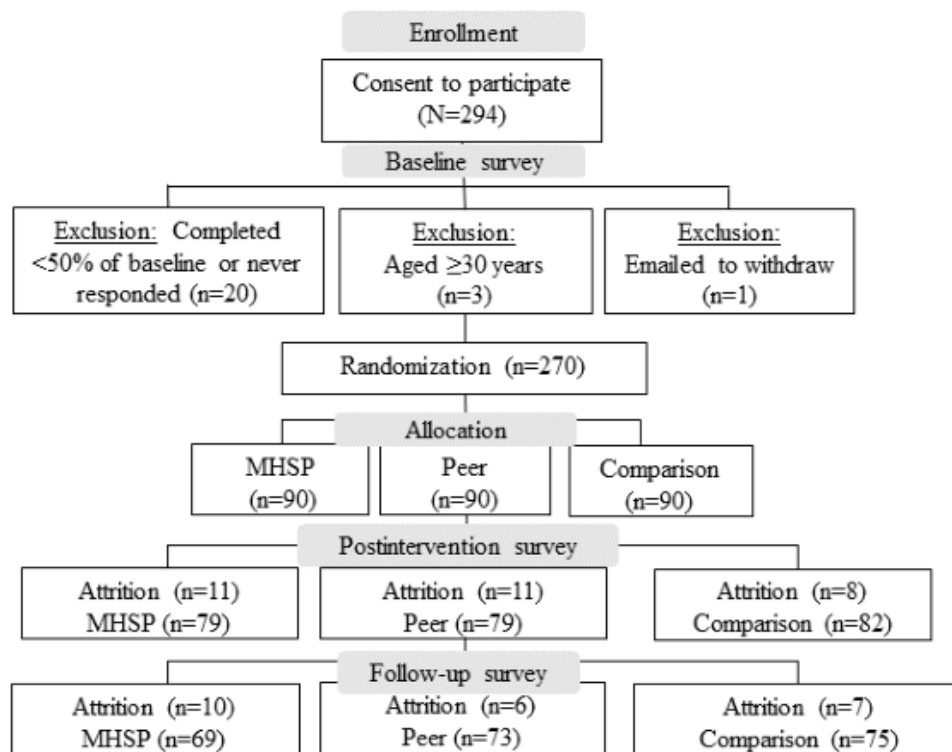 Enrollment
Consent to participate
(N=294)
Baseline survey
Exclusion: Completed
<50% of baseline or never
responded (n=20)
Exclusion:
Aged ≥30 years
(n=3)
Exclusion:
Emailed to withdraw
(n=1)
Randomization (n=270)
Allocation
MHSP
(n=90)
Peer
(n=90)
Comparison
(n=90)
Postintervention survey
Attrition (n=11)
MHSP (n=79)
Attrition (n=11)
Peer (n=79)
Attrition (n=8)
Comparison (n=82)
Follow-up survey
Attrition (n=10)
MHSP (n=69)
Attrition (n=6)
Peer (n=73)
Attrition (n=7)
Comparison (n=75)